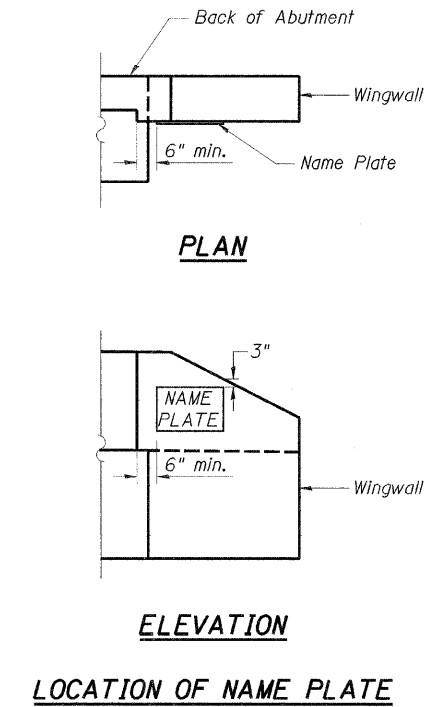 Back of Abutment
Wingwall
6" min.
Name Plate
PLAN
3"
NAME
PLATE
6" min.
Wingwall
ELEVATION
LOCATION OF NAME PLATE